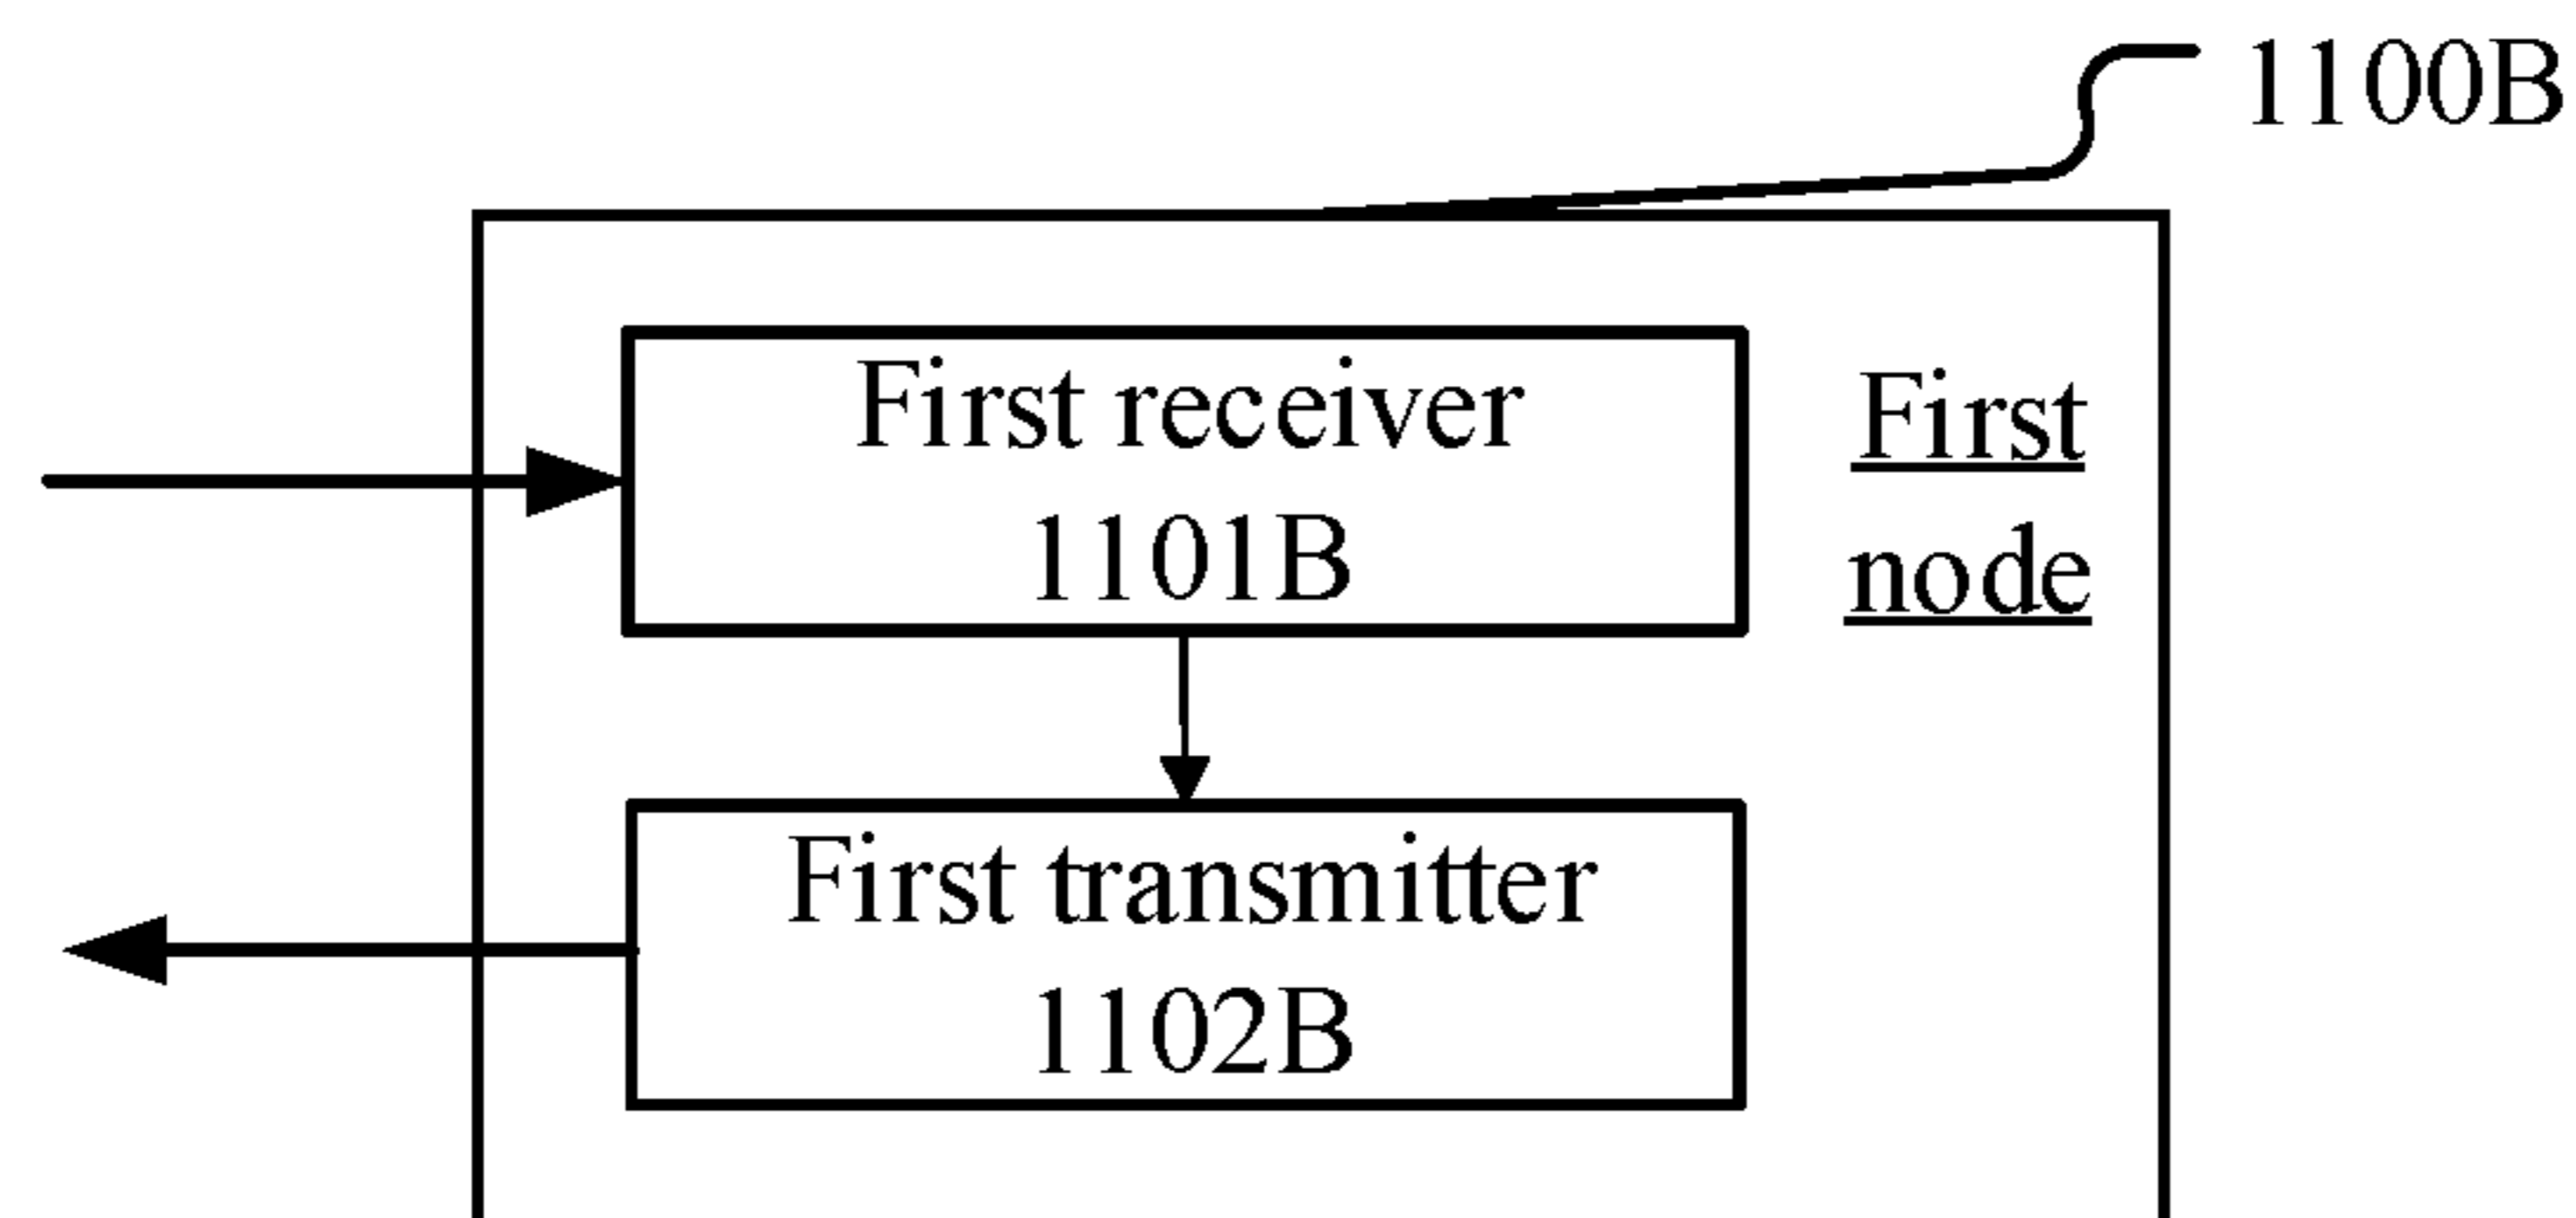 1100B
First receiver
1101B
First
node
First transmitter
1102B